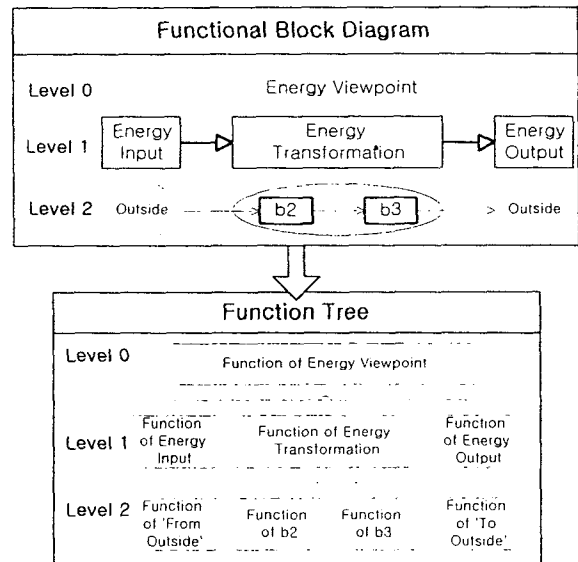 Functional Block Diagram
Level 0 Energy Viewpoint
Level 1 Energy Input Energy Transformation Energy Output
Level 2 Outside b2 b3 Outside
Function Tree
Level 0 Function of Energy Viewpoint
Level 1 Function of Energy Input Function of Energy Transformation Function of Energy Output
Level 2 Function of 'From Outside' Function of b2 Function of b3 Function of 'To Outside'